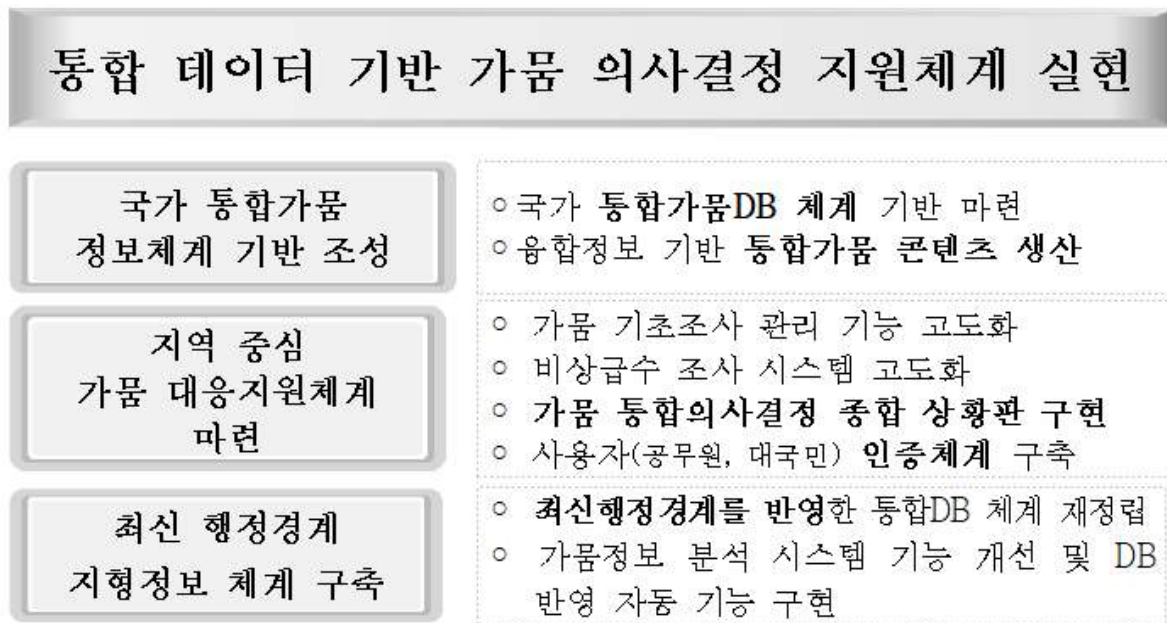 통합 데이터 기반 가뭄 의사결정 지원체계 실현
국가 통합가뭄
정보체계 기반 조성
○국가 통합가뭄DB 체계 기반 마련
○융합정보 기반 통합가뭄 콘텐츠 생산
지역 중심
가뭄 대응지원체계
마련
○ 가뭄 기초조사 관리 기능 고도화
○ 비상급수 조사 시스템 고도화
○ 가뭄 통합의사결정 종합 상황판 구현
○ 사용자(공무원, 대국민) 인증체계 구축
최신 행정경계
지형정보 체계 구축
○ 최신행정경계를 반영한 통합DB 체계 재정립
○ 가뭄정보 분석 시스템 기능 개선 및 DB
반영 자동 기능 구현